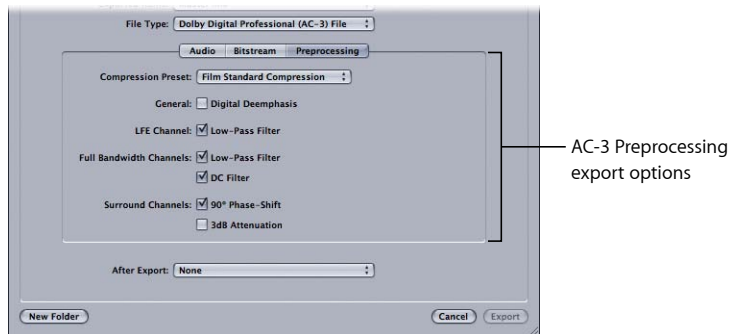 File Type: Dolby Digital Professional (AC-3) File
Audio Bitstream Preprocessing
Compression Preset: Film Standard Compression
General: Digital Deemphasis
LFE Channel: Low-Pass Filter
Full Bandwidth Channels: Low-Pass Filter
DC Filter
Surround Channels: 90° Phase-Shift
3dB Attenuation
AC-3 Preprocessing
export options
After Export: None
New Folder Cancel Export